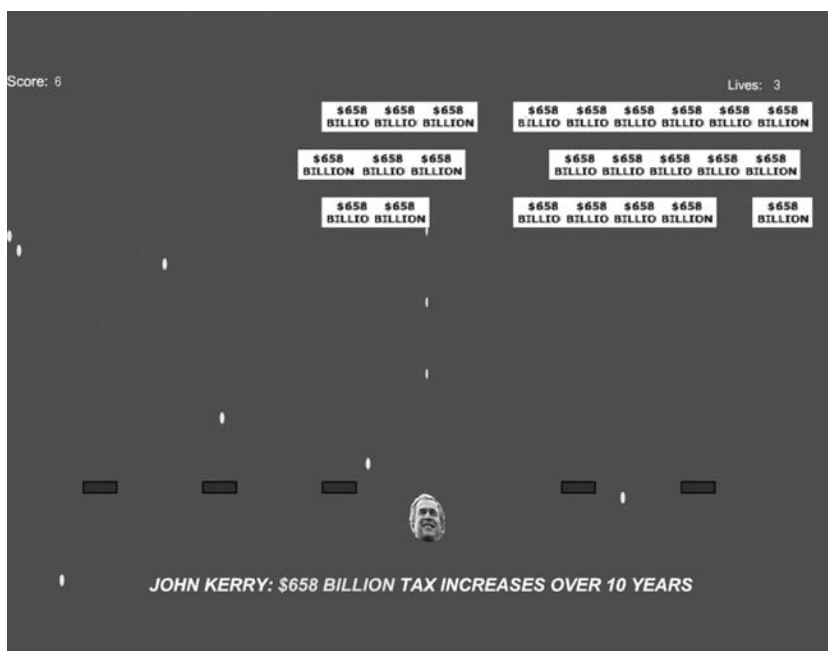 Score: 6
Lives: 3
$658 $658 $658
BILLIO BILLIO BILLION
$658 $658 $658 $658 $658 $658
BILLIO BILLIO BILLIO BILLIO BILLIO BILLION
$658 $658 $658
BILLION BILLIO BILLION
$658 $658 $658 $658 $658
BILLIO BILLIO BILLIO BILLIO BILLION
$658 $658
BILLIO BILLION
$658 $658 $658 $658
BILLIO BILLIO BILLIO BILLION
$658
BILLION
JOHN KERRY: $658 BILLION TAX INCREASES OVER 10 YEARS